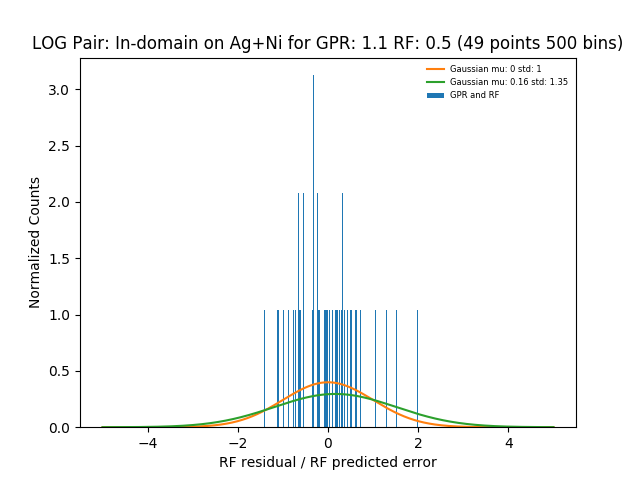 LOG Pair: In-domain on Ag+Ni for GPR: 1.1 RF: 0.5 (49 points 500 bins)
Gaussian mu: 0 std: 1
Gaussian mu: 0.16 std: 1.35
GPR and RF
Normalized Counts
3.0
2.5
2.0
1.5
1.0
0.5
0.0
−4 −2 0 2 4
RF residual / RF predicted error